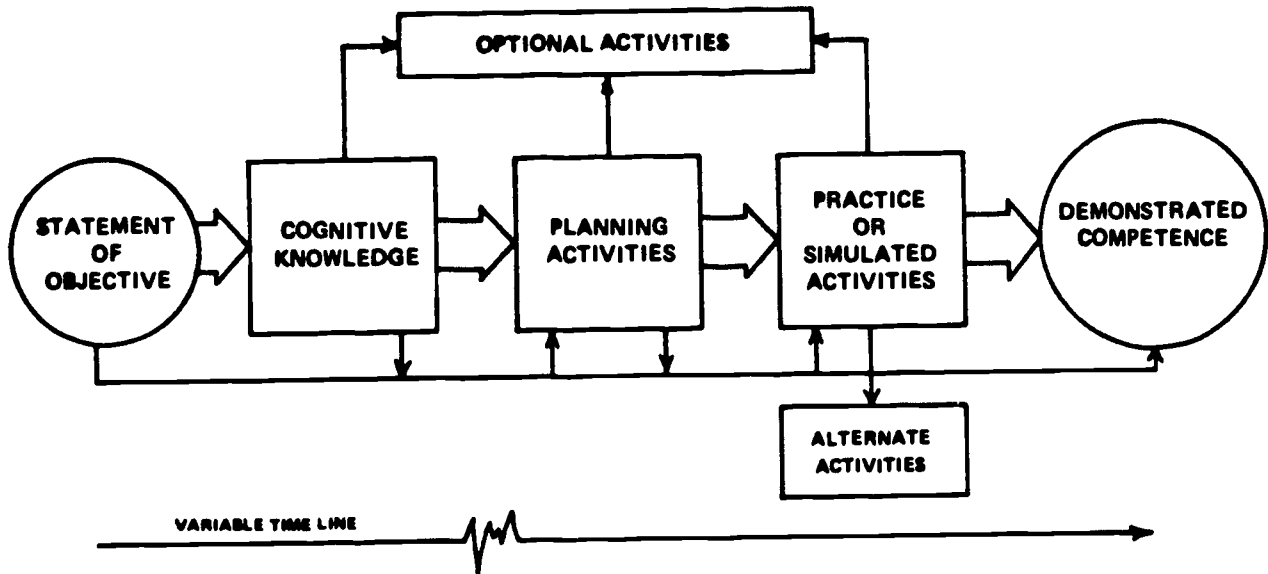 OPTIONAL ACTIVITIES
STATEMENT
OF
OBJECTIVE
COGNITIVE
KNOWLEDGE
PLANNING
ACTIVITIES
PRACTICE
OR
SIMULATED
ACTIVITIES
DEMONSTRATED
COMPETENCE
ALTERNATE
ACTIVITIES
VARIABLE TIME LINE